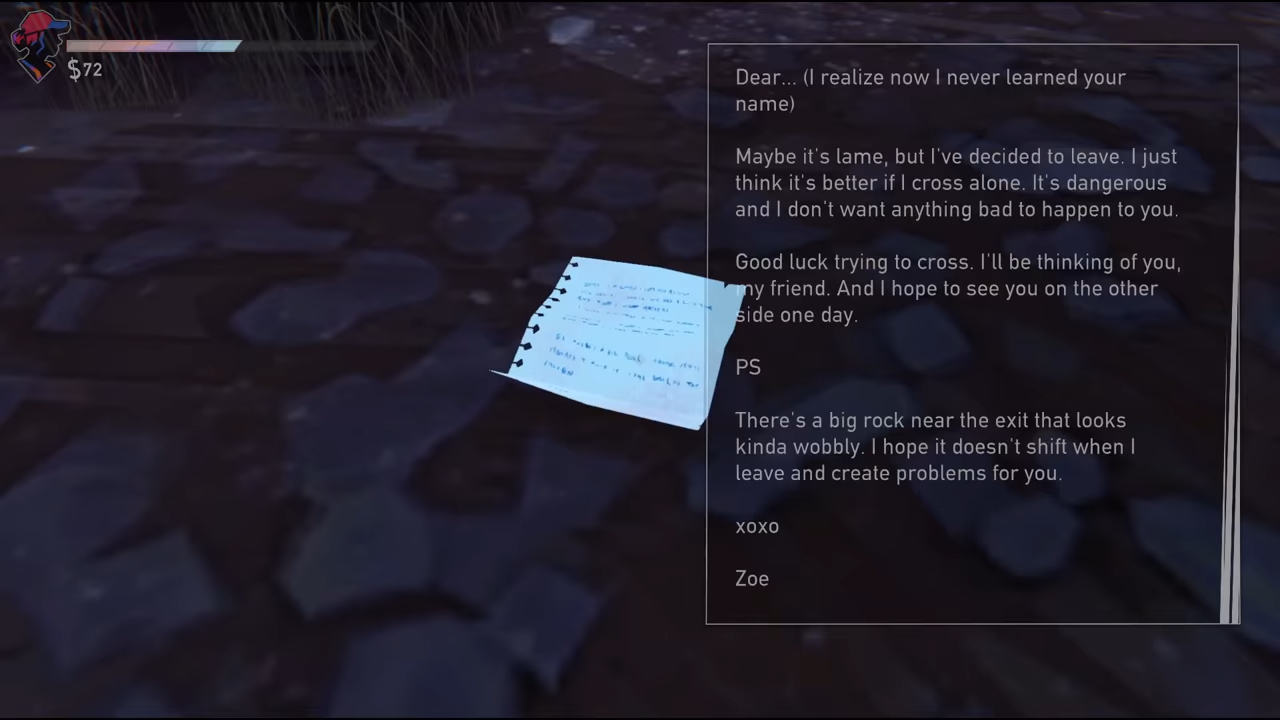 $72
Dear... (I realize now I never learned your
name)
Maybe it's lame, but I've decided to leave. I just
think it's better if I cross alone. It's dangerous
and I don't want anything bad to happen to you.
Good luck trying to cross. I'll be thinking of you,
my friend. And I hope to see you on the other
side one day.
PS
There's a big rock near the exit that looks
kinda wobbly. I hope it doesn't shift when I
leave and create problems for you.
xoxo
Zoe